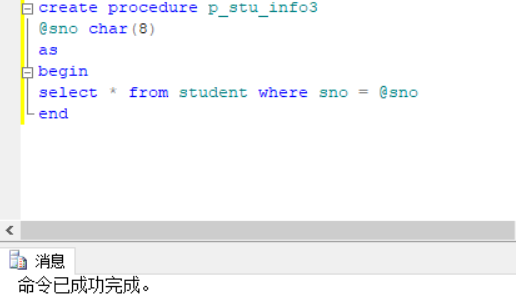 create procedure p_stu_info3
@sno char(8)
as
begin
select * from student where sno = @sno
end
消息
命令已成功完成。